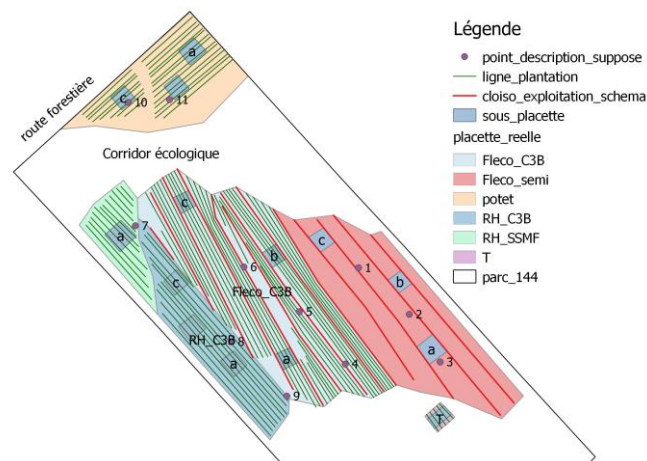 Légende
point_description_suppose
ligne_plantation
cloiso_exploitation_schema
sous_placette
placette_reelle
Fleco_C3B
Fleco_semi
potet
RH_C3B
RH_SSMF
T
parc_144
route forestière
a
c
10
11
Corridor écologique
a
7
c
c
b
c
6
1
b
Fleco_C3B
5
2
RH_C3B
8
a
a
4
a
3
9
T